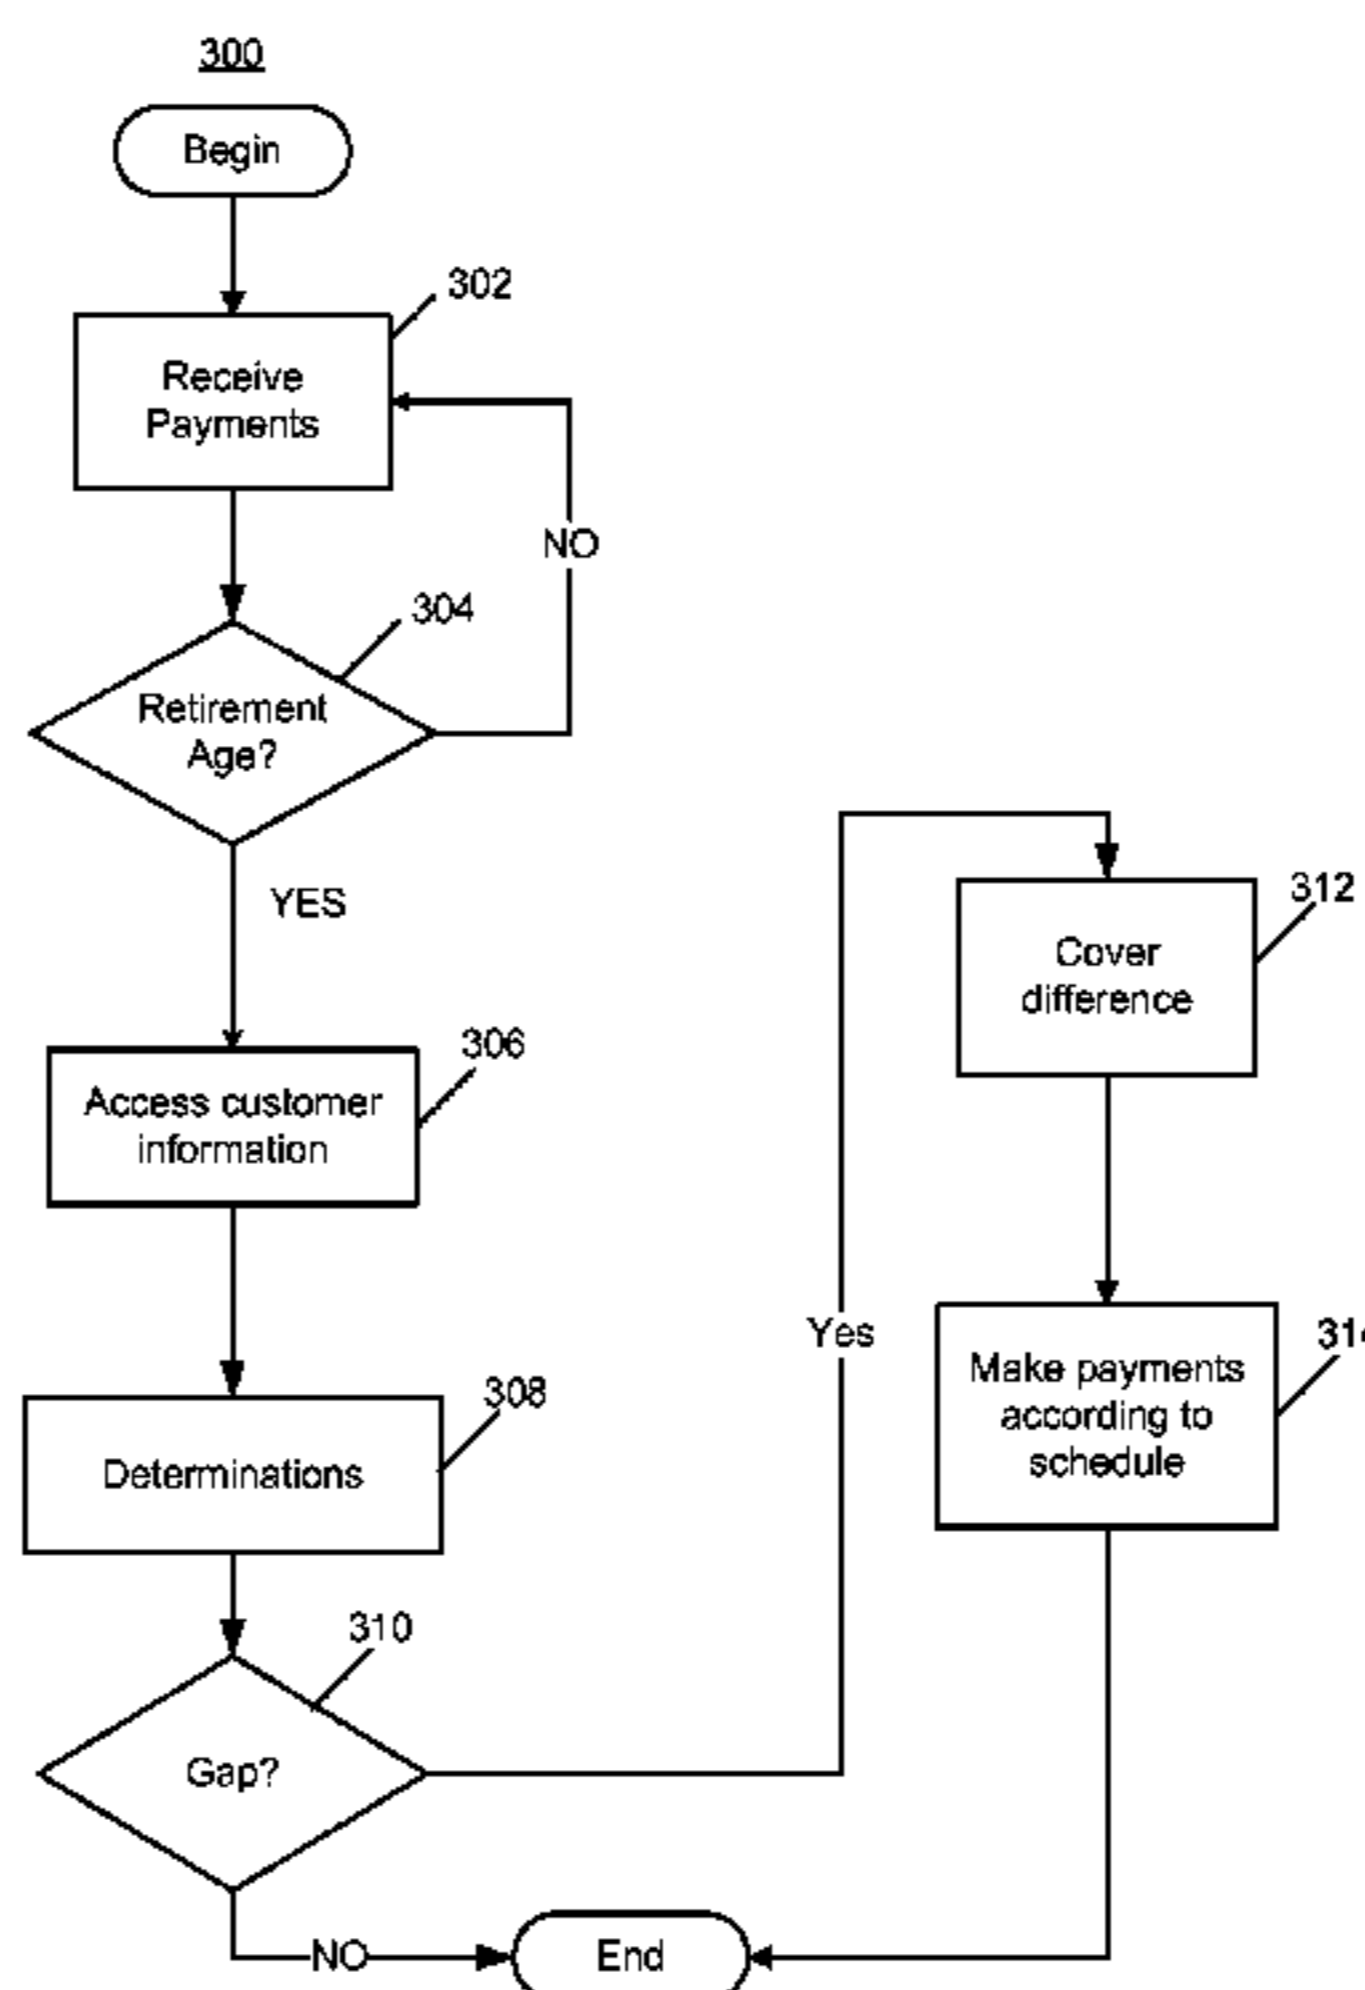 300
Begin
302
Receive
Payments
NO
304
Retirement
Age?
YES
306
Access customer
information
308
Determinations
310
Gap?
NO
Yes
312
Cover
difference
Make payments
according to
schedule
End